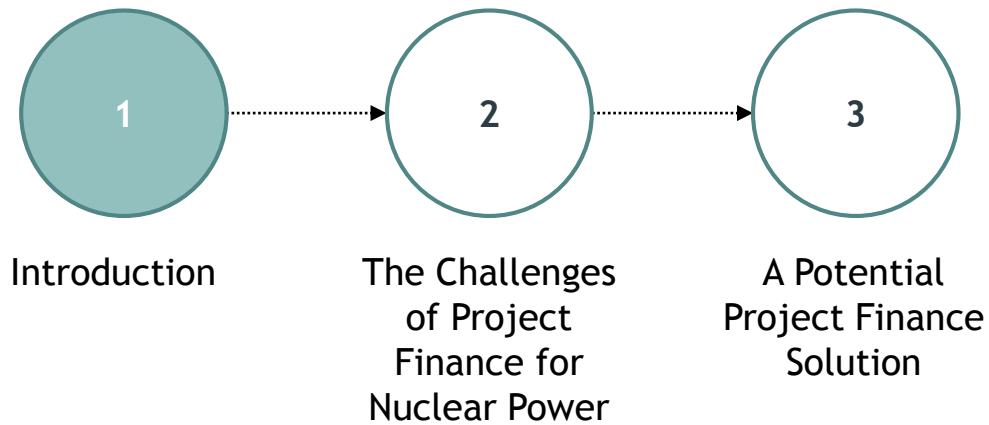 1
2
3
Introduction
The Challenges
of Project
Finance for
Nuclear Power
A Potential
Project Finance
Solution